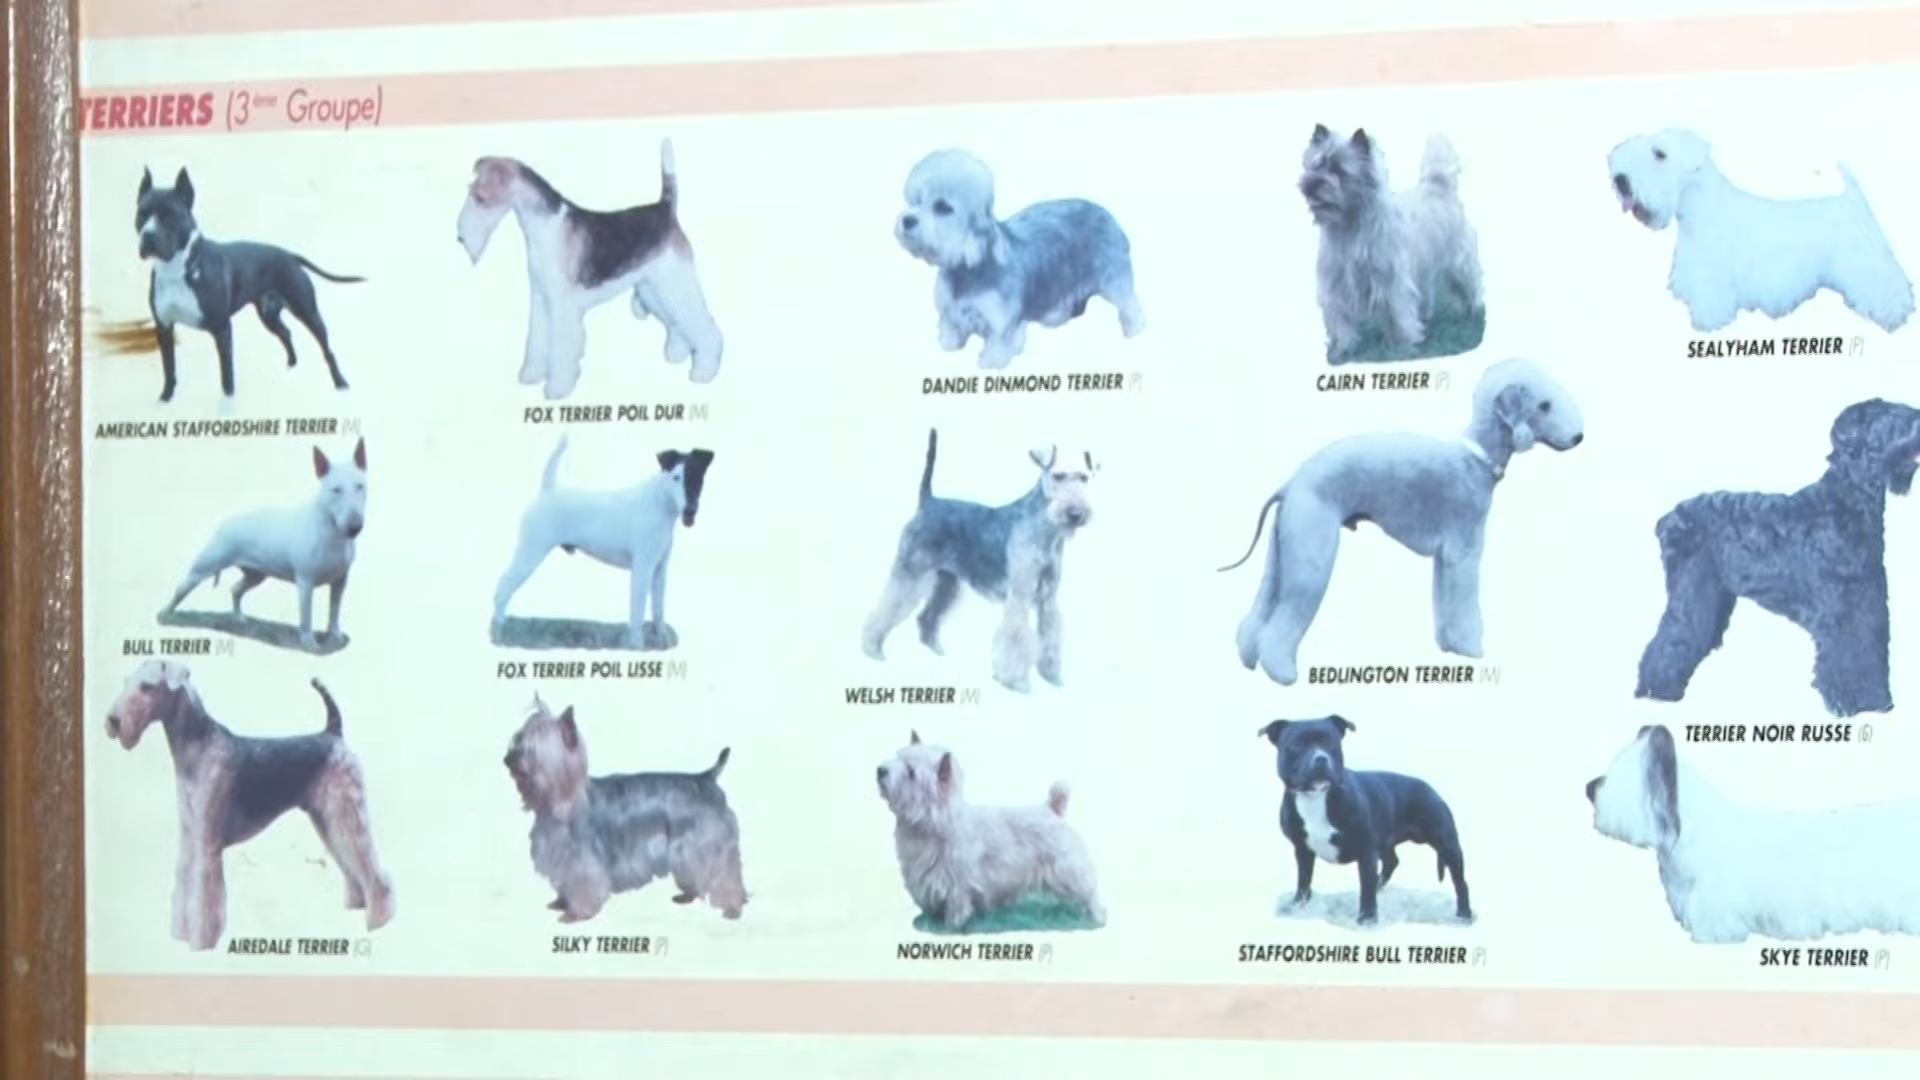 TERRIERS (3ème Groupe)
AMERICAN STAFFORDSHIRE TERRIER (M)
FOX TERRIER POIL DUR (M)
DANDIE DINMOND TERRIER (P)
CAIRN TERRIER (P)
SEALYHAM TERRIER (P)
BULL TERRIER (M)
FOX TERRIER POIL LISSE (M)
WELSH TERRIER (M)
BEDLINGTON TERRIER (M)
TERRIER NOIR RUSSE (G)
AIREDALE TERRIER (G)
SILKY TERRIER (P)
NORWICH TERRIER (P)
STAFFORDSHIRE BULL TERRIER (P)
SKYE TERRIER (P)